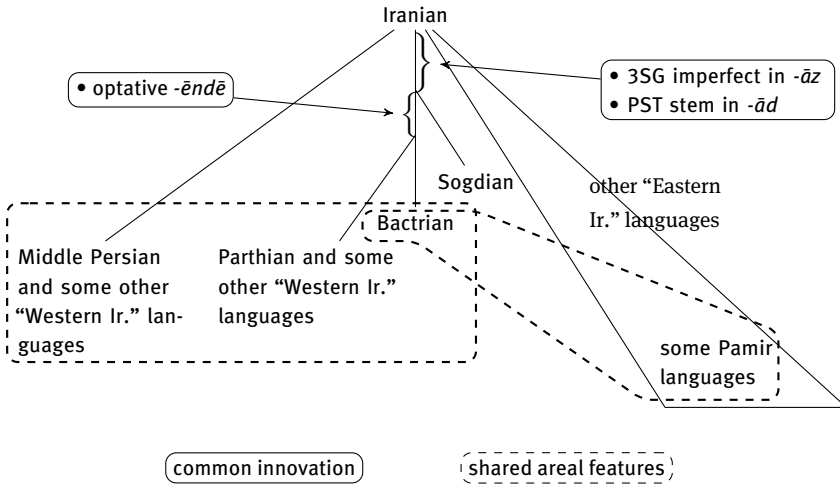 Iranian
• optative -ēndē
• 3SG imperfect in -āz
• PST stem in -ād
Sogdian
other “Eastern
Ir.” languages
Bactrian
Middle Persian
and some other
“Western Ir.” lan-
guages
Parthian and some
other “Western Ir.”
languages
some Pamir
languages
common innovation
shared areal features